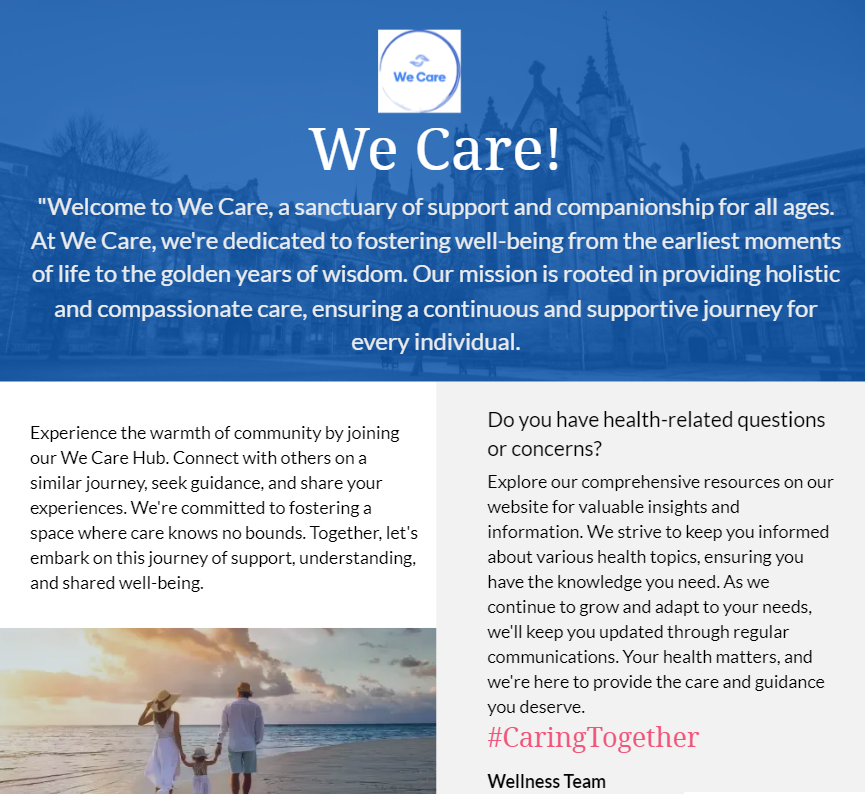 We Care
We Care!
"Welcome to We Care, a sanctuary of support and companionship for all ages.
At We Care, we're dedicated to fostering well-being from the earliest moments
of life to the golden years of wisdom. Our mission is rooted in providing holistic
and compassionate care, ensuring a continuous and supportive journey for
every individual.
Experience the warmth of community by joining
our We Care Hub. Connect with others on a
similar journey, seek guidance, and share your
experiences. We're committed to fostering a
space where care knows no bounds. Together, let's
embark on this journey of support, understanding,
and shared well-being.
Do you have health-related questions
or concerns?
Explore our comprehensive resources on our
website for valuable insights and
information. We strive to keep you informed
about various health topics, ensuring you
have the knowledge you need. As we
continue to grow and adapt to your needs,
we'll keep you updated through regular
communications. Your health matters, and
we're here to provide the care and guidance
you deserve.
#CaringTogether
Wellness Team